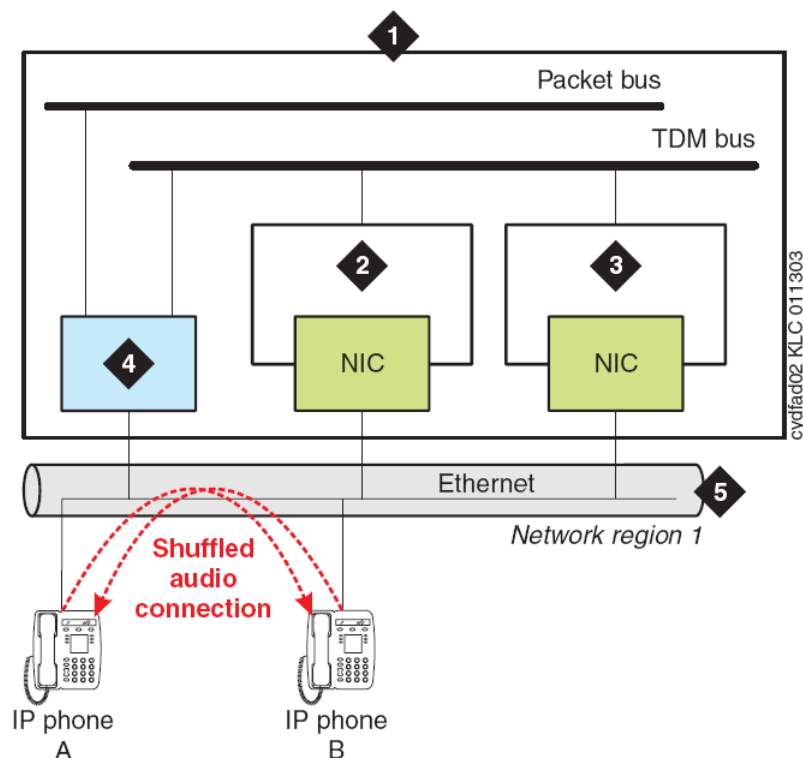 1
Packet bus
TDM bus
2
3
4
NIC
NIC
cvdfad02 KLC 011303
Ethernet
5
Network region 1
Shuffled
audio
connection
IP phone
A
IP phone
B